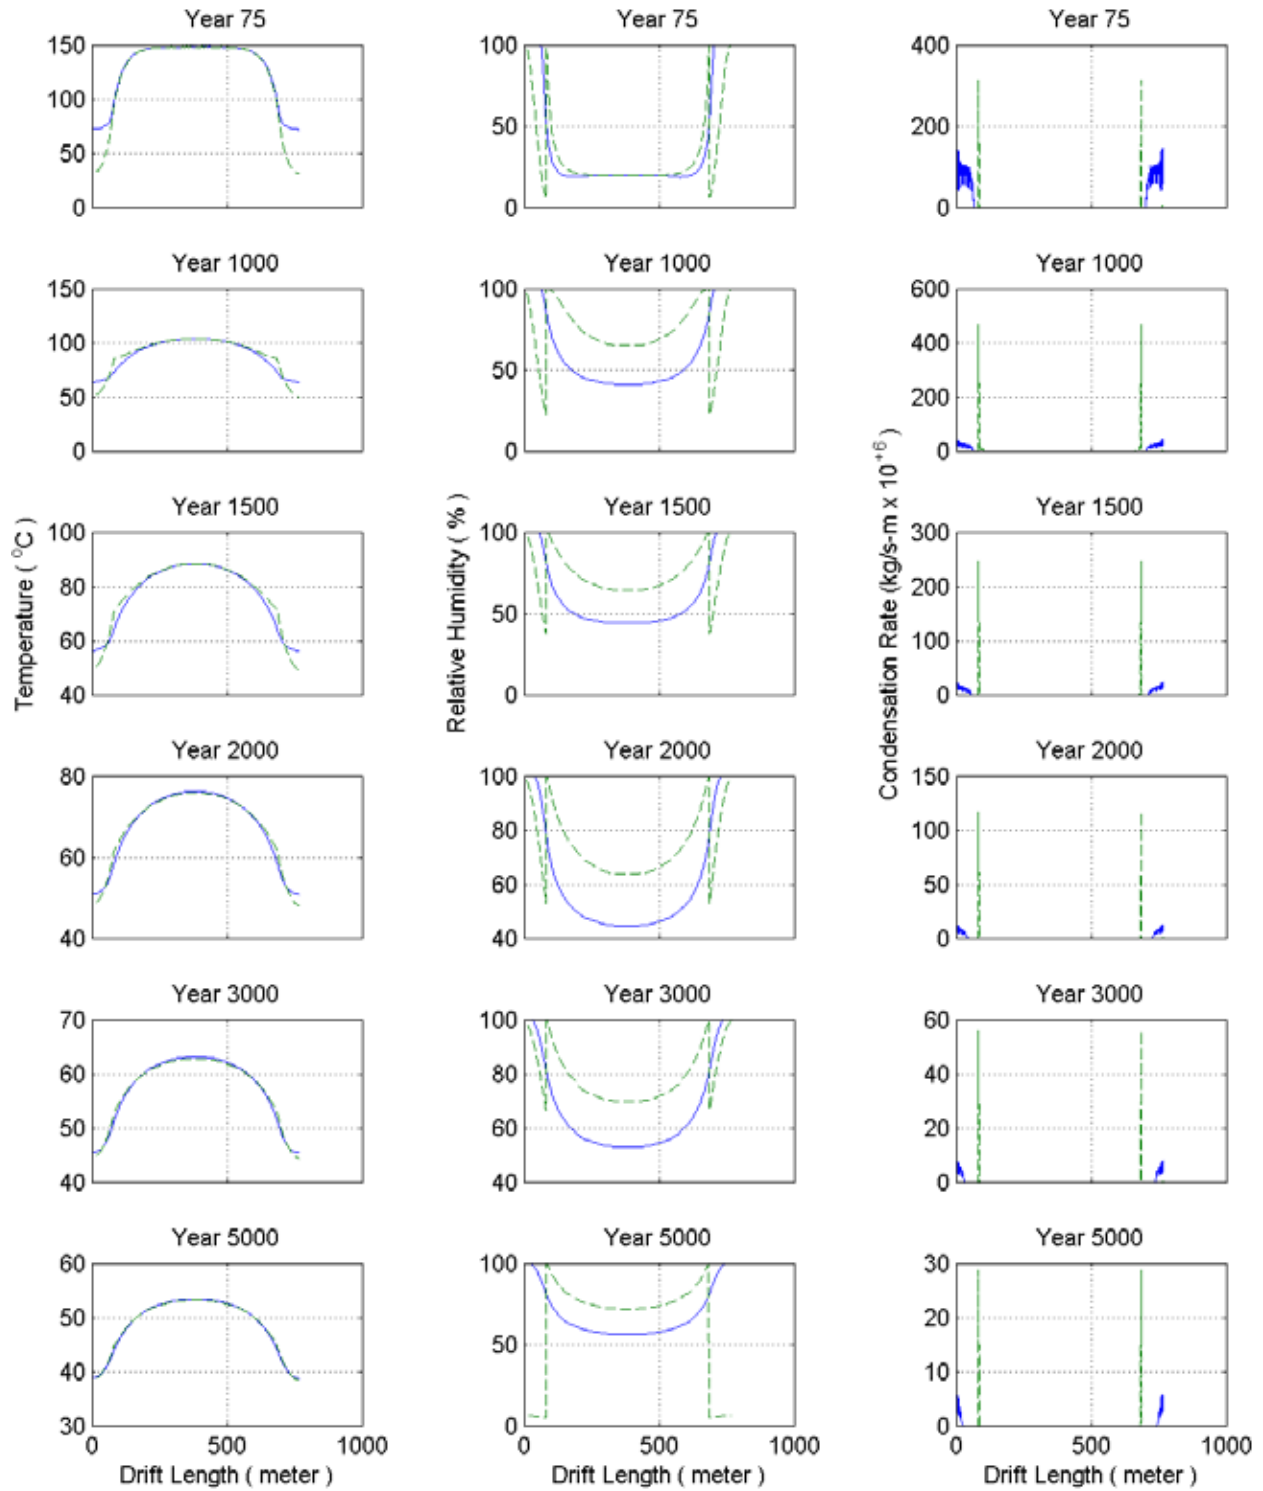 Year 75
Year 75
Year 75
150
100
50
0
100
50
0
400
200
0
Year 1000
Year 1000
Year 1000
150
100
50
0
100
50
0
600
400
200
0
Year 1500
Year 1500
Year 1500
100
80
60
40
100
50
0
300
200
100
0
Temperature ( °C )
Relative Humidity ( % )
Condensation Rate (kg/s-m x 10⁺⁶ )
Year 2000
Year 2000
Year 2000
80
60
40
100
80
60
40
150
100
50
0
Year 3000
Year 3000
Year 3000
70
60
50
40
100
80
60
40
60
40
20
0
Year 5000
Year 5000
Year 5000
60
50
40
30
100
50
0
30
20
10
0
0 500 1000
0 500 1000
0 500 1000
Drift Length ( meter )
Drift Length ( meter )
Drift Length ( meter )